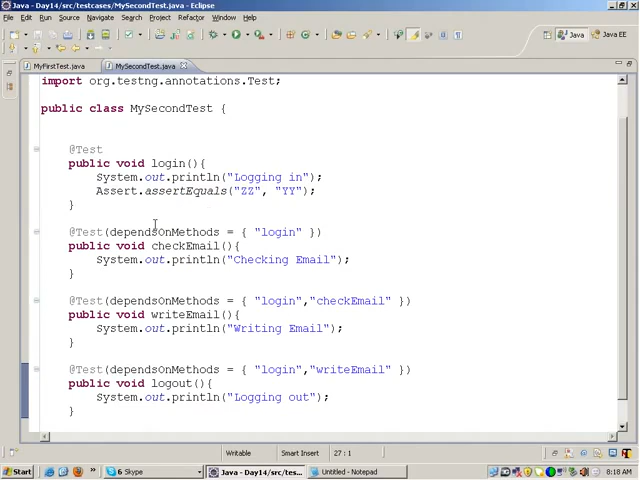 Java - Day14/src/testcases/MySecondTest.java - Eclipse
File Edit Run Source Navigate Search Project Refactor Window Help
Java Java EE
MyFirstTest.java MySecondTest.java
import org.testng.annotations.Test;
public class MySecondTest {
@Test
public void login(){
System.out.println("Logging in");
Assert.assertEquals("ZZ", "YY");
}
@Test(dependsOnMethods = { "login" })
public void checkEmail(){
System.out.println("Checking Email");
}
@Test(dependsOnMethods = { "login","checkEmail" })
public void writeEmail(){
System.out.println("Writing Email");
}
@Test(dependsOnMethods = { "login","writeEmail" })
public void logout(){
System.out.println("Logging out");
}
Writable Smart Insert 27 : 1
Start 6 Skype Java - Day14/src/tes... Untitled - Notepad 8:18 AM